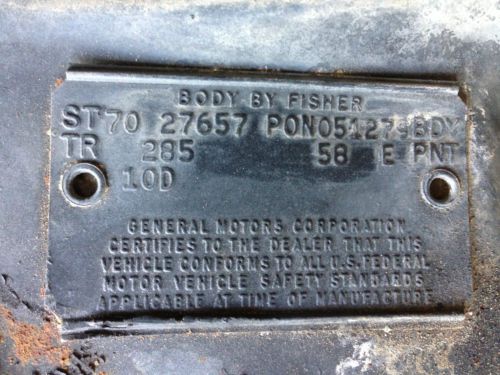 BODY BY FISHER
ST70 27657 PON051279BDY
TR 285 58 E PNT
10D
GENERAL MOTORS CORPORATION
CERTIFIES TO THE DEALER THAT THIS
VEHICLE CONFORMS TO ALL U.S. FEDERAL
MOTOR VEHICLE SAFETY STANDARDS
APPLICABLE AT TIME OF MANUFACTURE